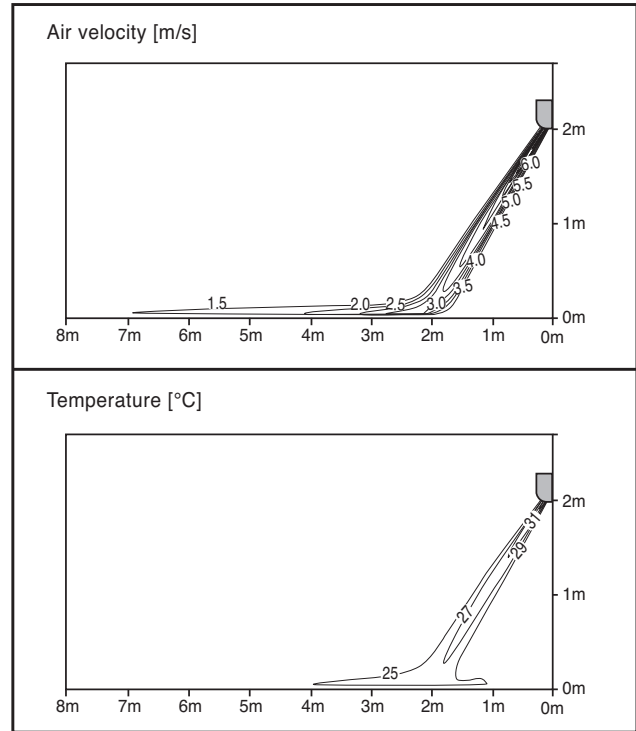 Air velocity [m/s]
2m
6.0
5.5
5.0
4.5
1m
4.0
3.5
1.5 2.0 2.5 3.0
0m
8m 7m 6m 5m 4m 3m 2m 1m 0m
Temperature [°C]
2m
31
29
1m
27
25
0m
8m 7m 6m 5m 4m 3m 2m 1m 0m